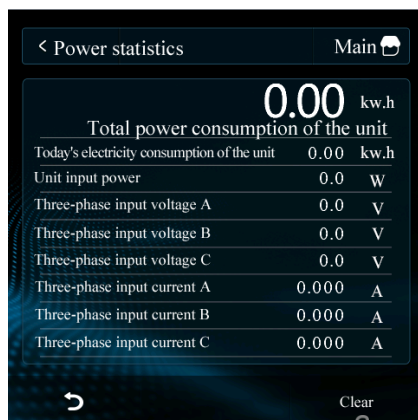 < Power statistics Main
0.00 kw.h
Total power consumption of the unit
Today's electricity consumption of the unit 0.00 kw.h
Unit input power 0.0 W
Three-phase input voltage A 0.0 V
Three-phase input voltage B 0.0 V
Three-phase input voltage C 0.0 V
Three-phase input current A 0.000 A
Three-phase input current B 0.000 A
Three-phase input current C 0.000 A
Clear